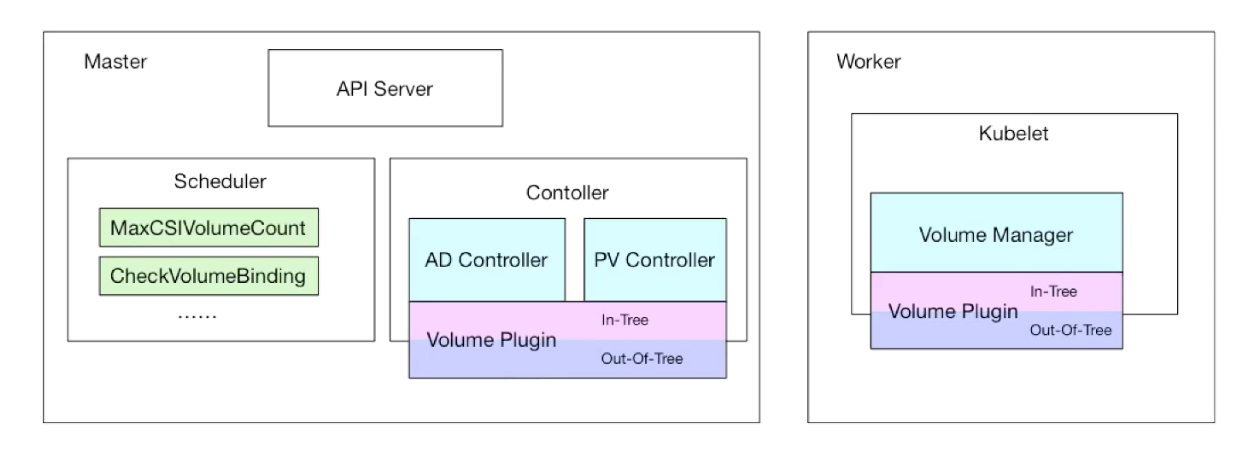 Master
API Server
Scheduler
MaxCSIVolumeCount
CheckVolumeBinding
......
Contoller
AD Controller
PV Controller
Volume Plugin
In-Tree
Out-Of-Tree
Worker
Kubelet
Volume Manager
Volume Plugin
In-Tree
Out-Of-Tree